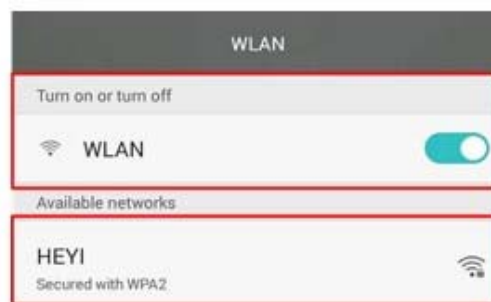 WLAN
Turn on or turn off
WLAN
Available networks
HEYI
Secured with WPA2